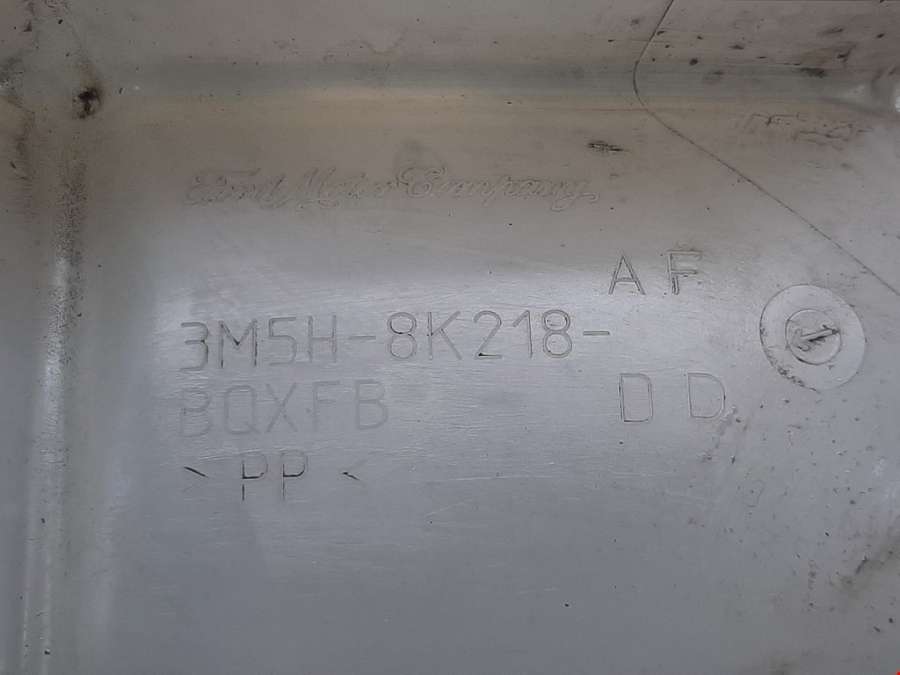 Ford Motor Company
AF
3M5H-8K218-
BQXFB DD
>PP<